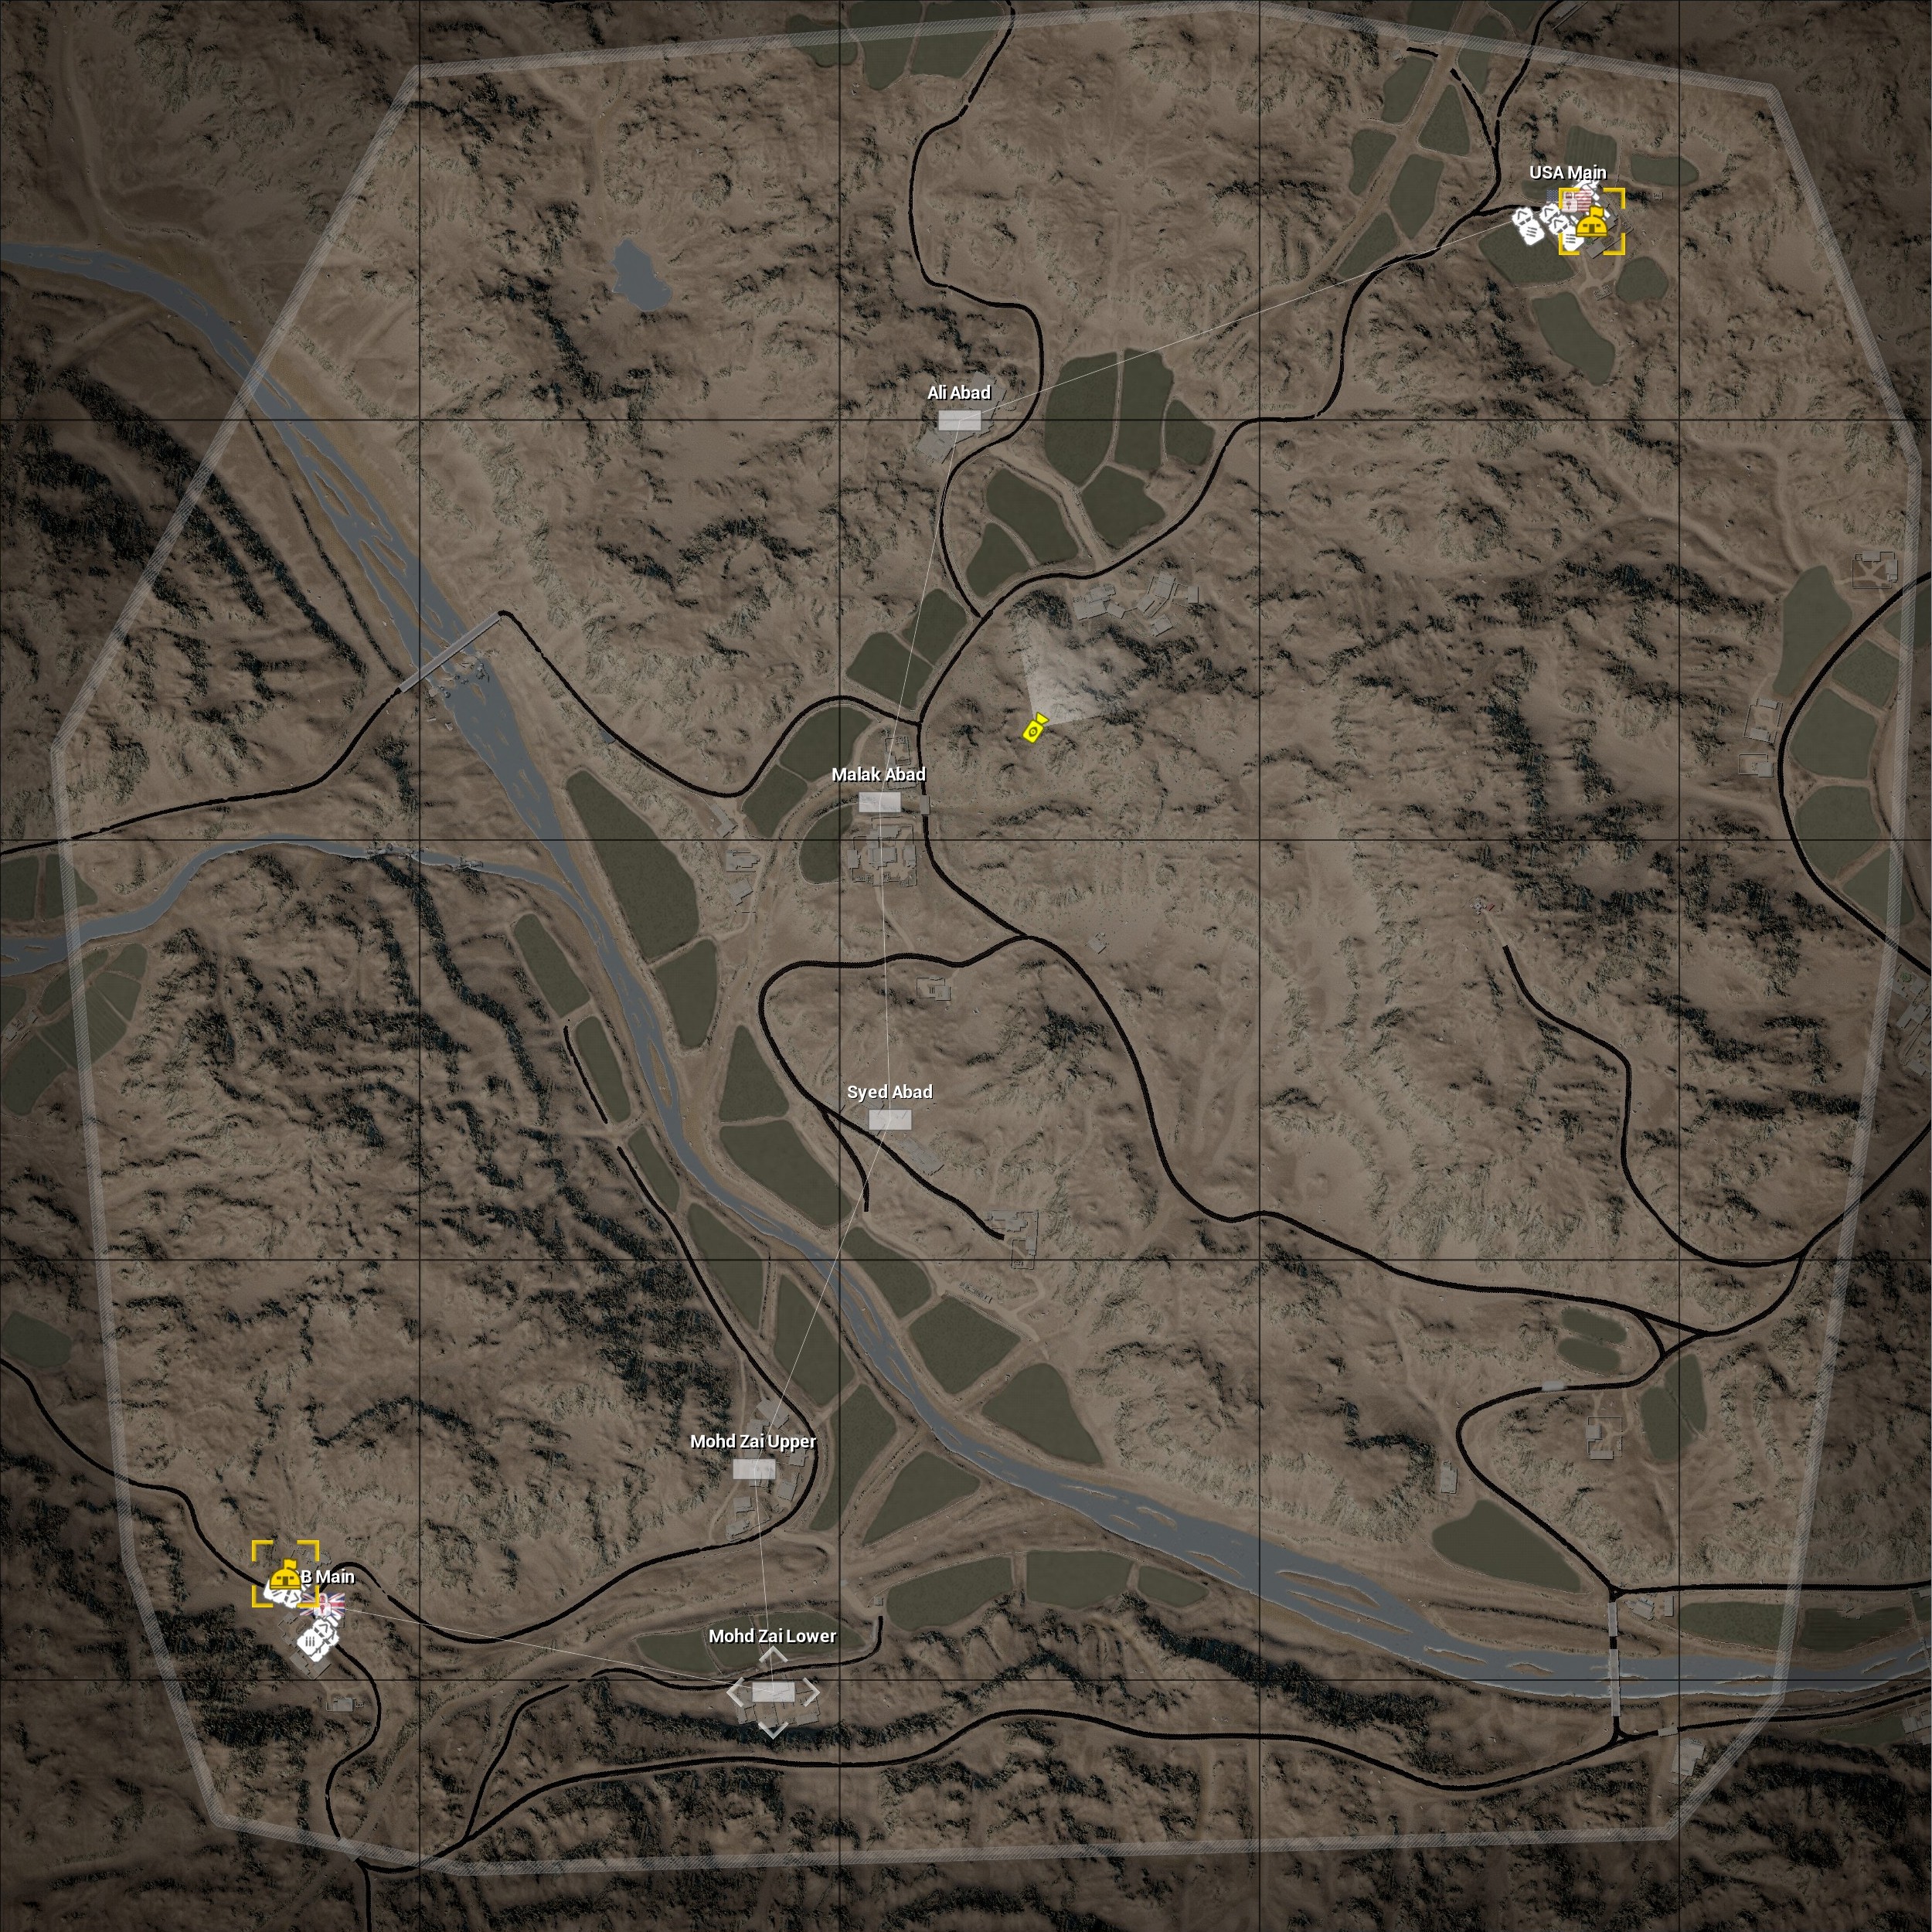 USA Main
Ali Abad
Malak Abad
Syed Abad
Mohd Zai Upper
B Main
Mohd Zai Lower